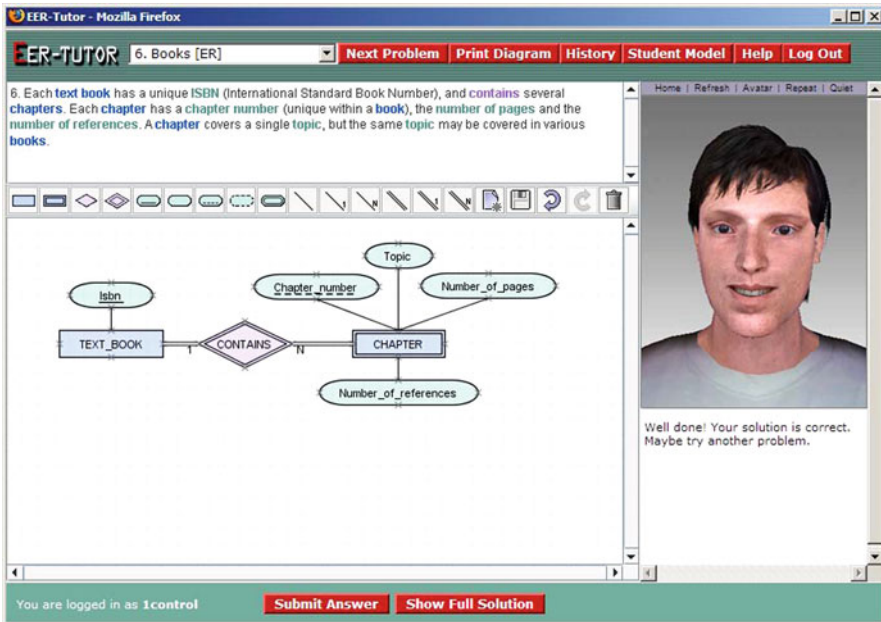 EER-Tutor - Mozilla Firefox
EER-TUTOR 6. Books [ER] Next Problem Print Diagram History Student Model Help Log Out
6. Each text book has a unique ISBN (International Standard Book Number), and contains several
chapters. Each chapter has a chapter number (unique within a book), the number of pages and the
number of references. A chapter covers a single topic, but the same topic may be covered in various
books.
Home | Refresh | Avatar | Repeat | Quiet
1 N 1 N
Topic
Isbn
Chapter_number
Number_of_pages
TEXT_BOOK
1
CONTAINS
N
CHAPTER
Number_of_references
Well done! Your solution is correct.
Maybe try another problem.
You are logged in as 1control
Submit Answer Show Full Solution